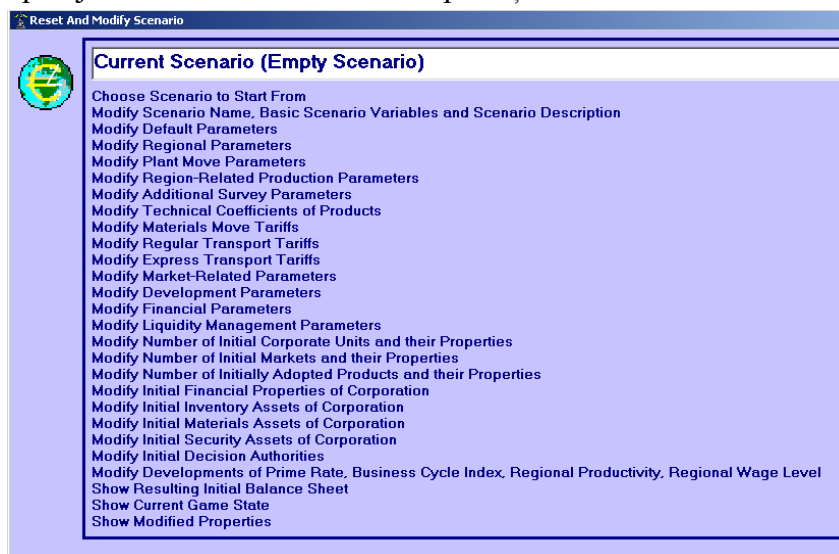 Reset And Modify Scenario
Current Scenario (Empty Scenario)
Choose Scenario to Start From
Modify Scenario Name, Basic Scenario Variables and Scenario Description
Modify Default Parameters
Modify Regional Parameters
Modify Plant Move Parameters
Modify Region-Related Production Parameters
Modify Additional Survey Parameters
Modify Technical Coefficients of Products
Modify Materials Move Tariffs
Modify Regular Transport Tariffs
Modify Express Transport Tariffs
Modify Market-Related Parameters
Modify Development Parameters
Modify Financial Parameters
Modify Liquidity Management Parameters
Modify Number of Initial Corporate Units and their Properties
Modify Number of Initial Markets and their Properties
Modify Number of Initially Adopted Products and their Properties
Modify Initial Financial Properties of Corporation
Modify Initial Inventory Assets of Corporation
Modify Initial Materials Assets of Corporation
Modify Initial Security Assets of Corporation
Modify Initial Decision Authorities
Modify Developments of Prime Rate, Business Cycle Index, Regional Productivity, Regional Wage Level
Show Resulting Initial Balance Sheet
Show Current Game State
Show Modified Properties